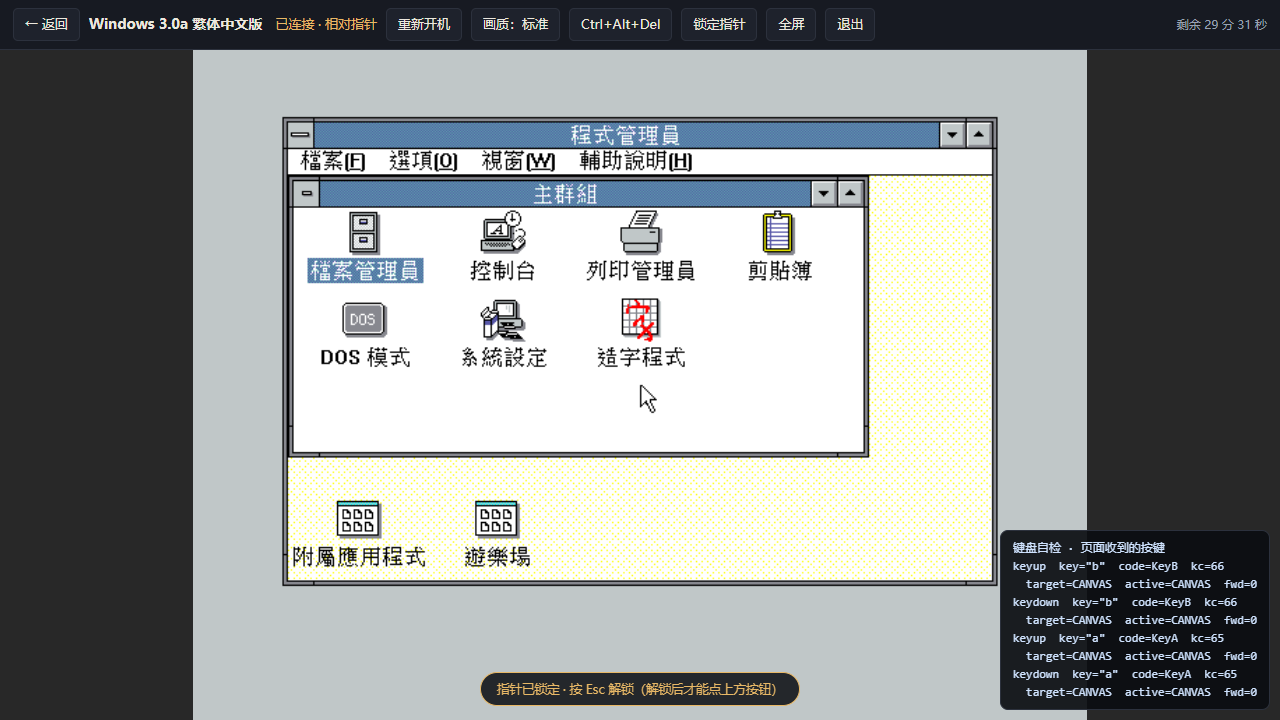 ← 返回 Windows 3.0a 繁体中文版 已连接 · 相对指针 重新开机 画质：标准 Ctrl+Alt+Del 锁定指针 全屏 退出 剩余 29 分 31 秒
程式管理員
檔案(F) 選項(O) 視窗(W) 輔助說明(H)
主群組
檔案管理員 控制台 列印管理員 剪貼簿
DOS
DOS 模式 系統設定 造字程式
附屬應用程式 遊樂場
键盘自检 · 页面收到的按键
keyup key="b" code=KeyB kc=66
target=CANVAS active=CANVAS fwd=0
keydown key="b" code=KeyB kc=66
target=CANVAS active=CANVAS fwd=0
keyup key="a" code=KeyA kc=65
target=CANVAS active=CANVAS fwd=0
keydown key="a" code=KeyA kc=65
target=CANVAS active=CANVAS fwd=0
指针已锁定 · 按 Esc 解锁（解锁后才能点上方按钮）